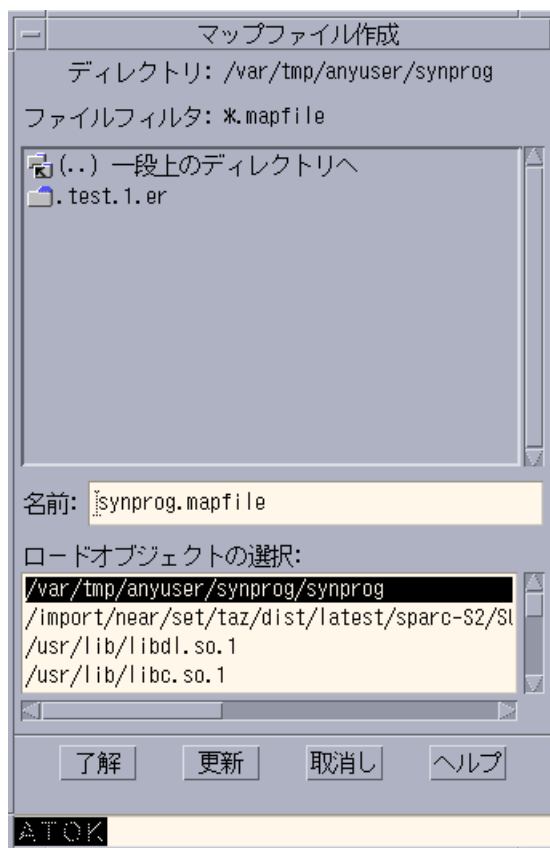 マップファイル作成
ディレクトリ: /var/tmp/anyuser/synprog
ファイルフィルタ: *.mapfile
(..) 一段上のディレクトリへ
.test.1.er
名前: synprog.mapfile
ロードオブジェクトの選択:
/var/tmp/anyuser/synprog/synprog
/import/near/set/taz/dist/latest/sparc-S2/SU
/usr/lib/libdl.so.1
/usr/lib/libc.so.1
了解 更新 取消し ヘルプ
ATOK